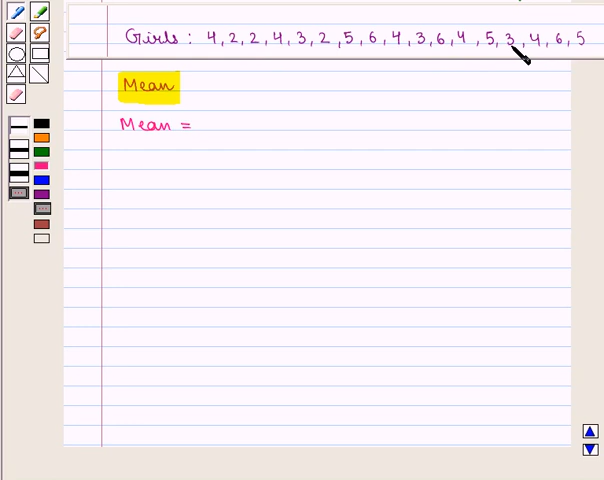 Girls : 4, 2, 2, 4, 3, 2, 5, 6, 4, 3, 6, 4, 5, 3, 4, 6, 5
Mean
Mean =